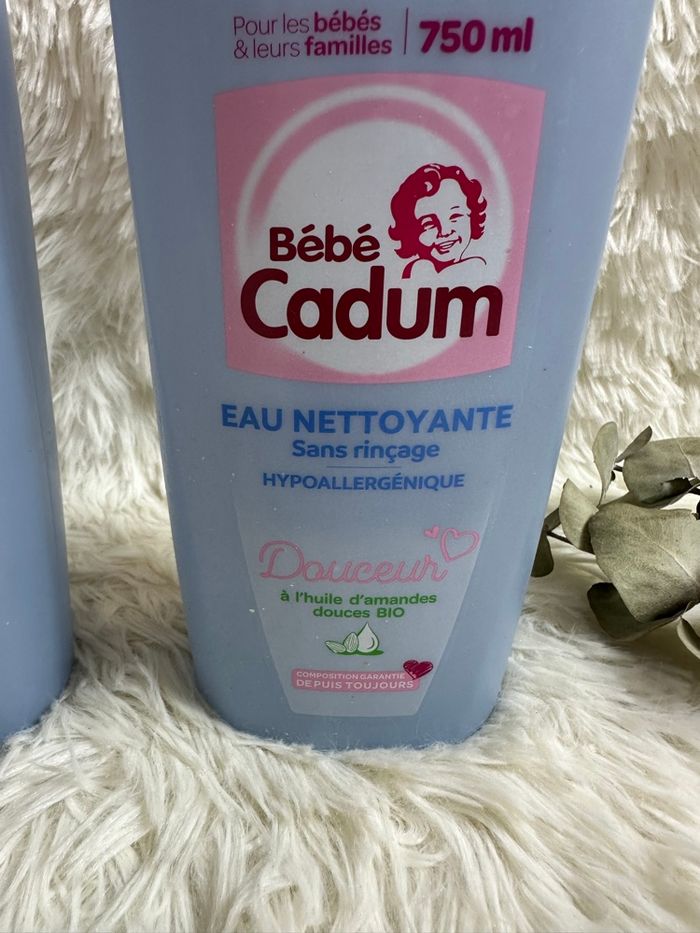 Pour les bébés
& leurs familles
750 ml
Bébé
Cadum
EAU NETTOYANTE
Sans rinçage
HYPOALLERGÉNIQUE
Douceur
à l'huile d'amandes
douces BIO
COMPOSITION GARANTIE
DEPUIS TOUJOURS